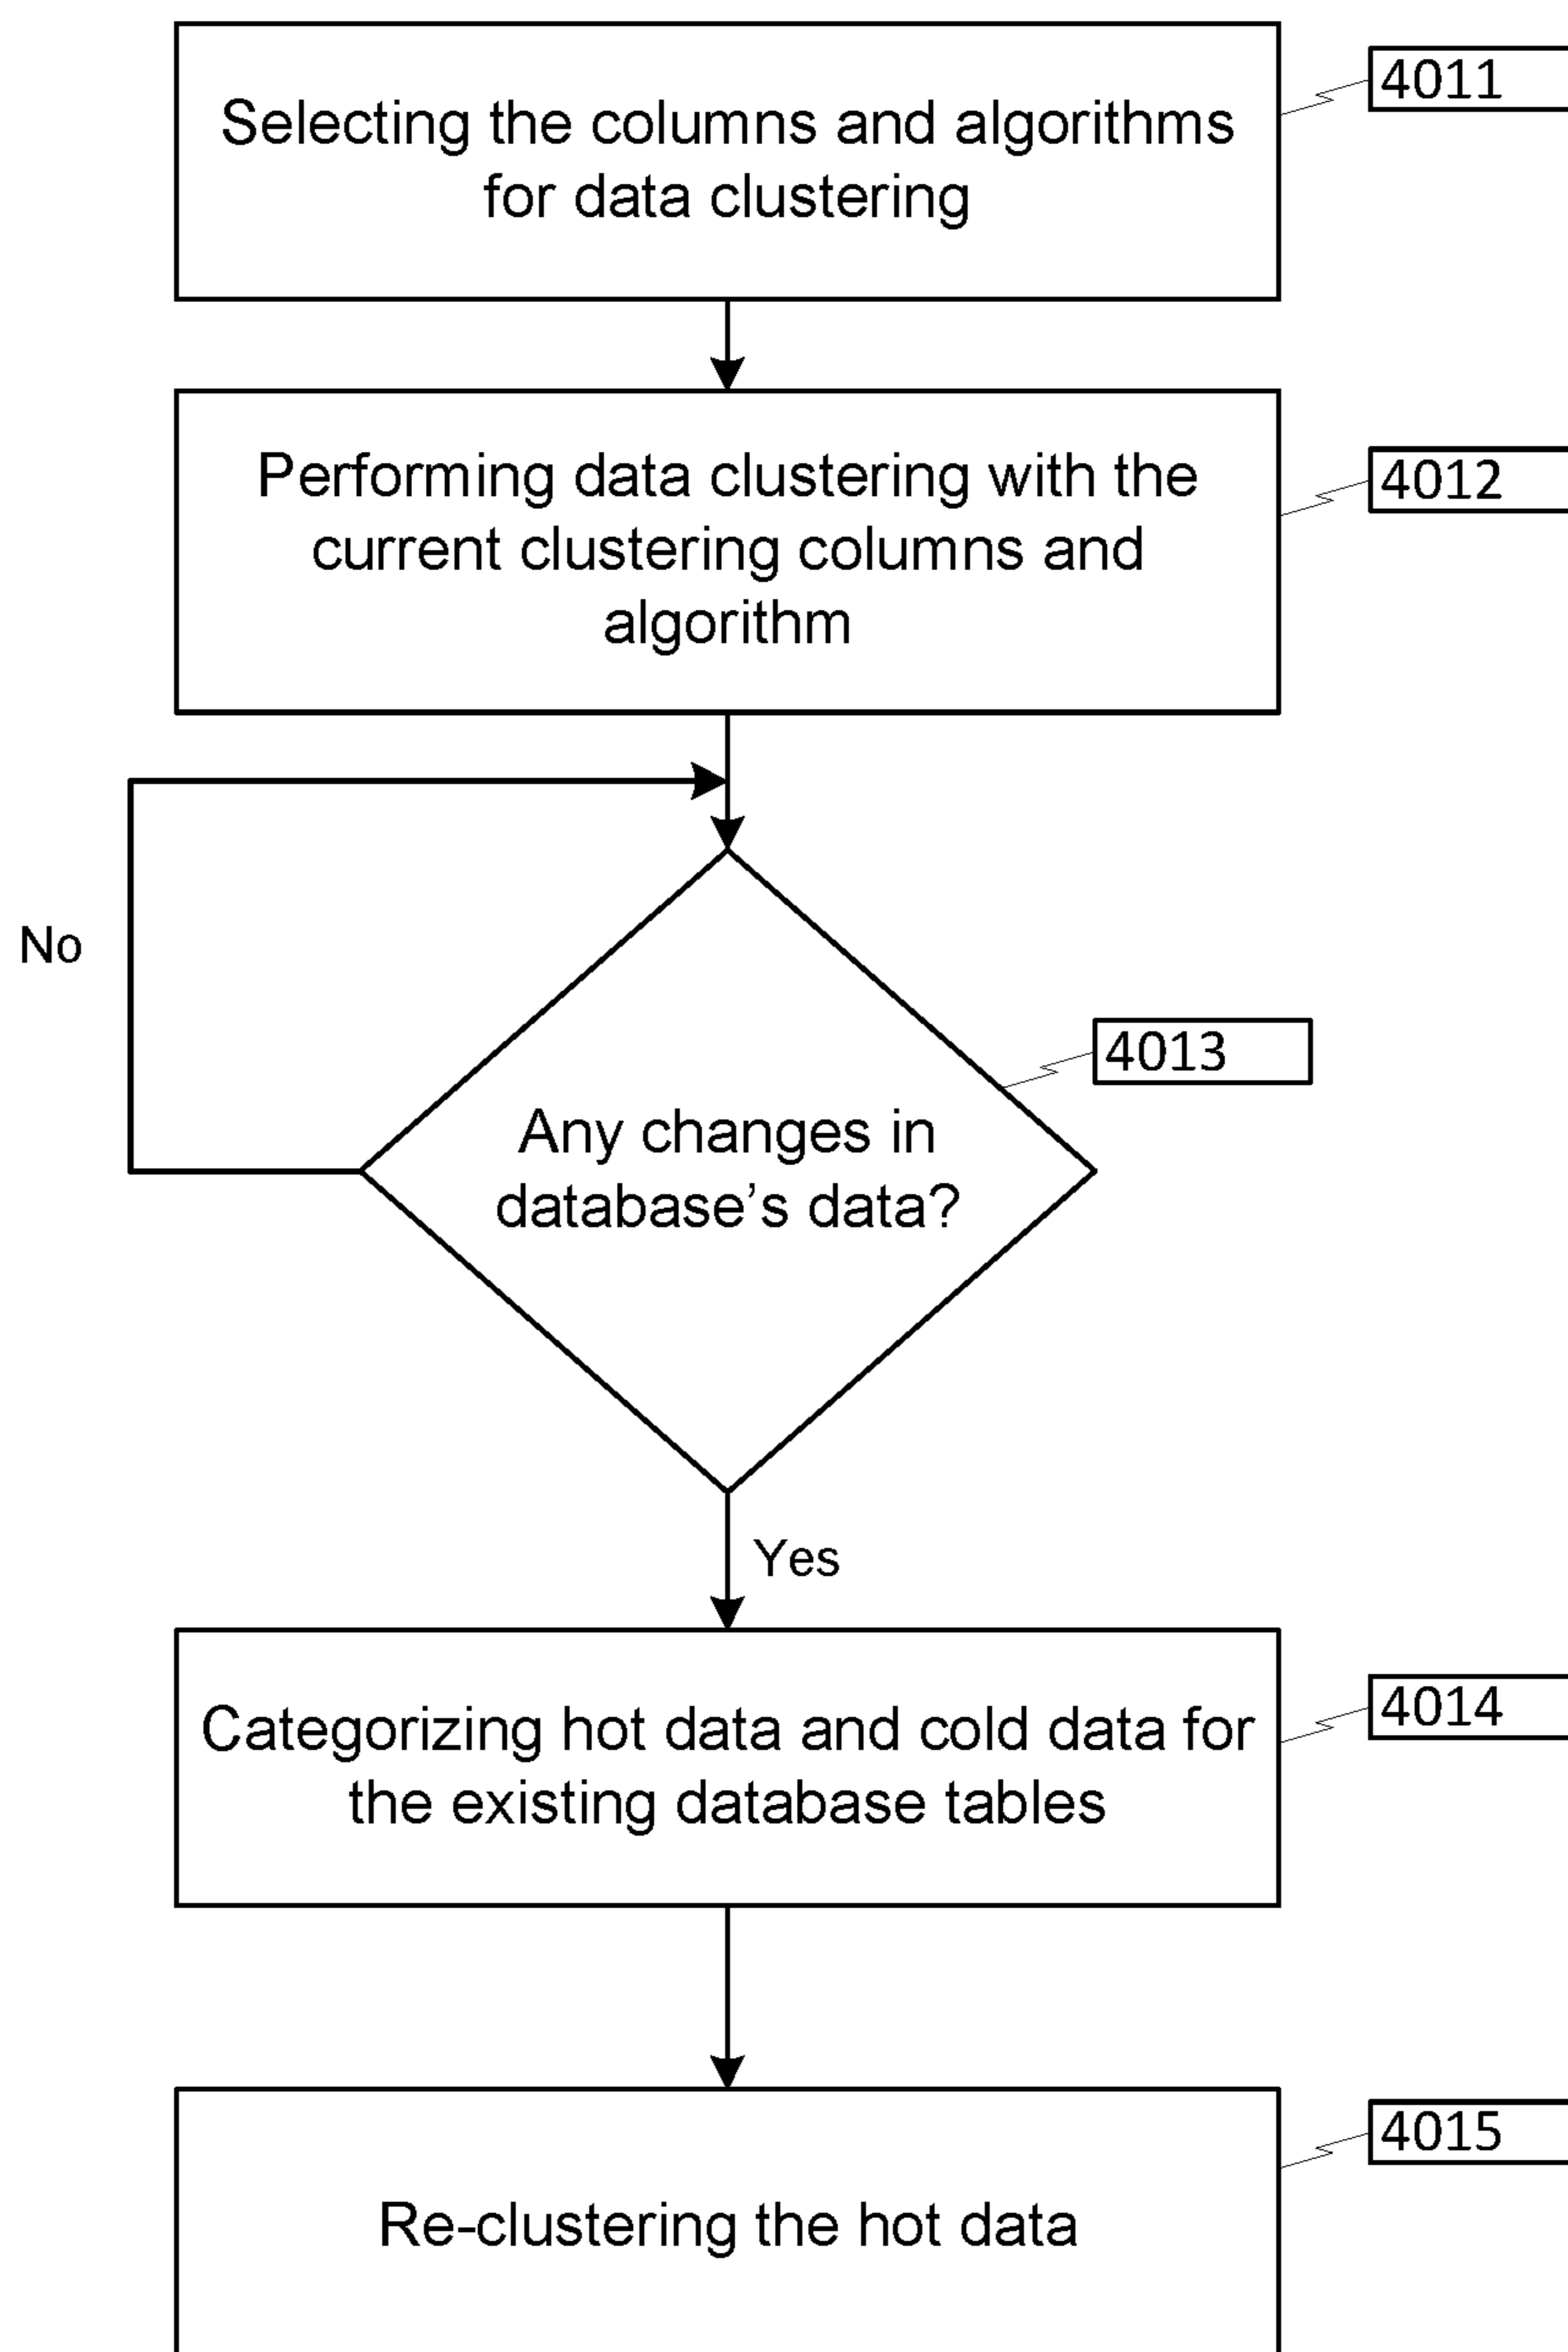 Selecting the columns and algorithms
for data clustering
4011
Performing data clustering with the
current clustering columns and
algorithm
4012
No
4013
Any changes in
database’s data?
Yes
Categorizing hot data and cold data for
the existing database tables
4014
Re-clustering the hot data
4015